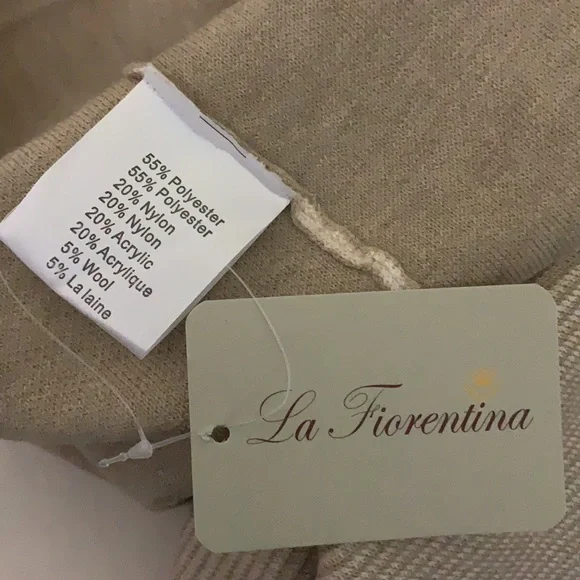 55% Polyester
55% Polyester
20% Nylon
20% Nylon
20% Acrylic
20% Acrylique
5% Wool
5% La laine
La Fiorentina